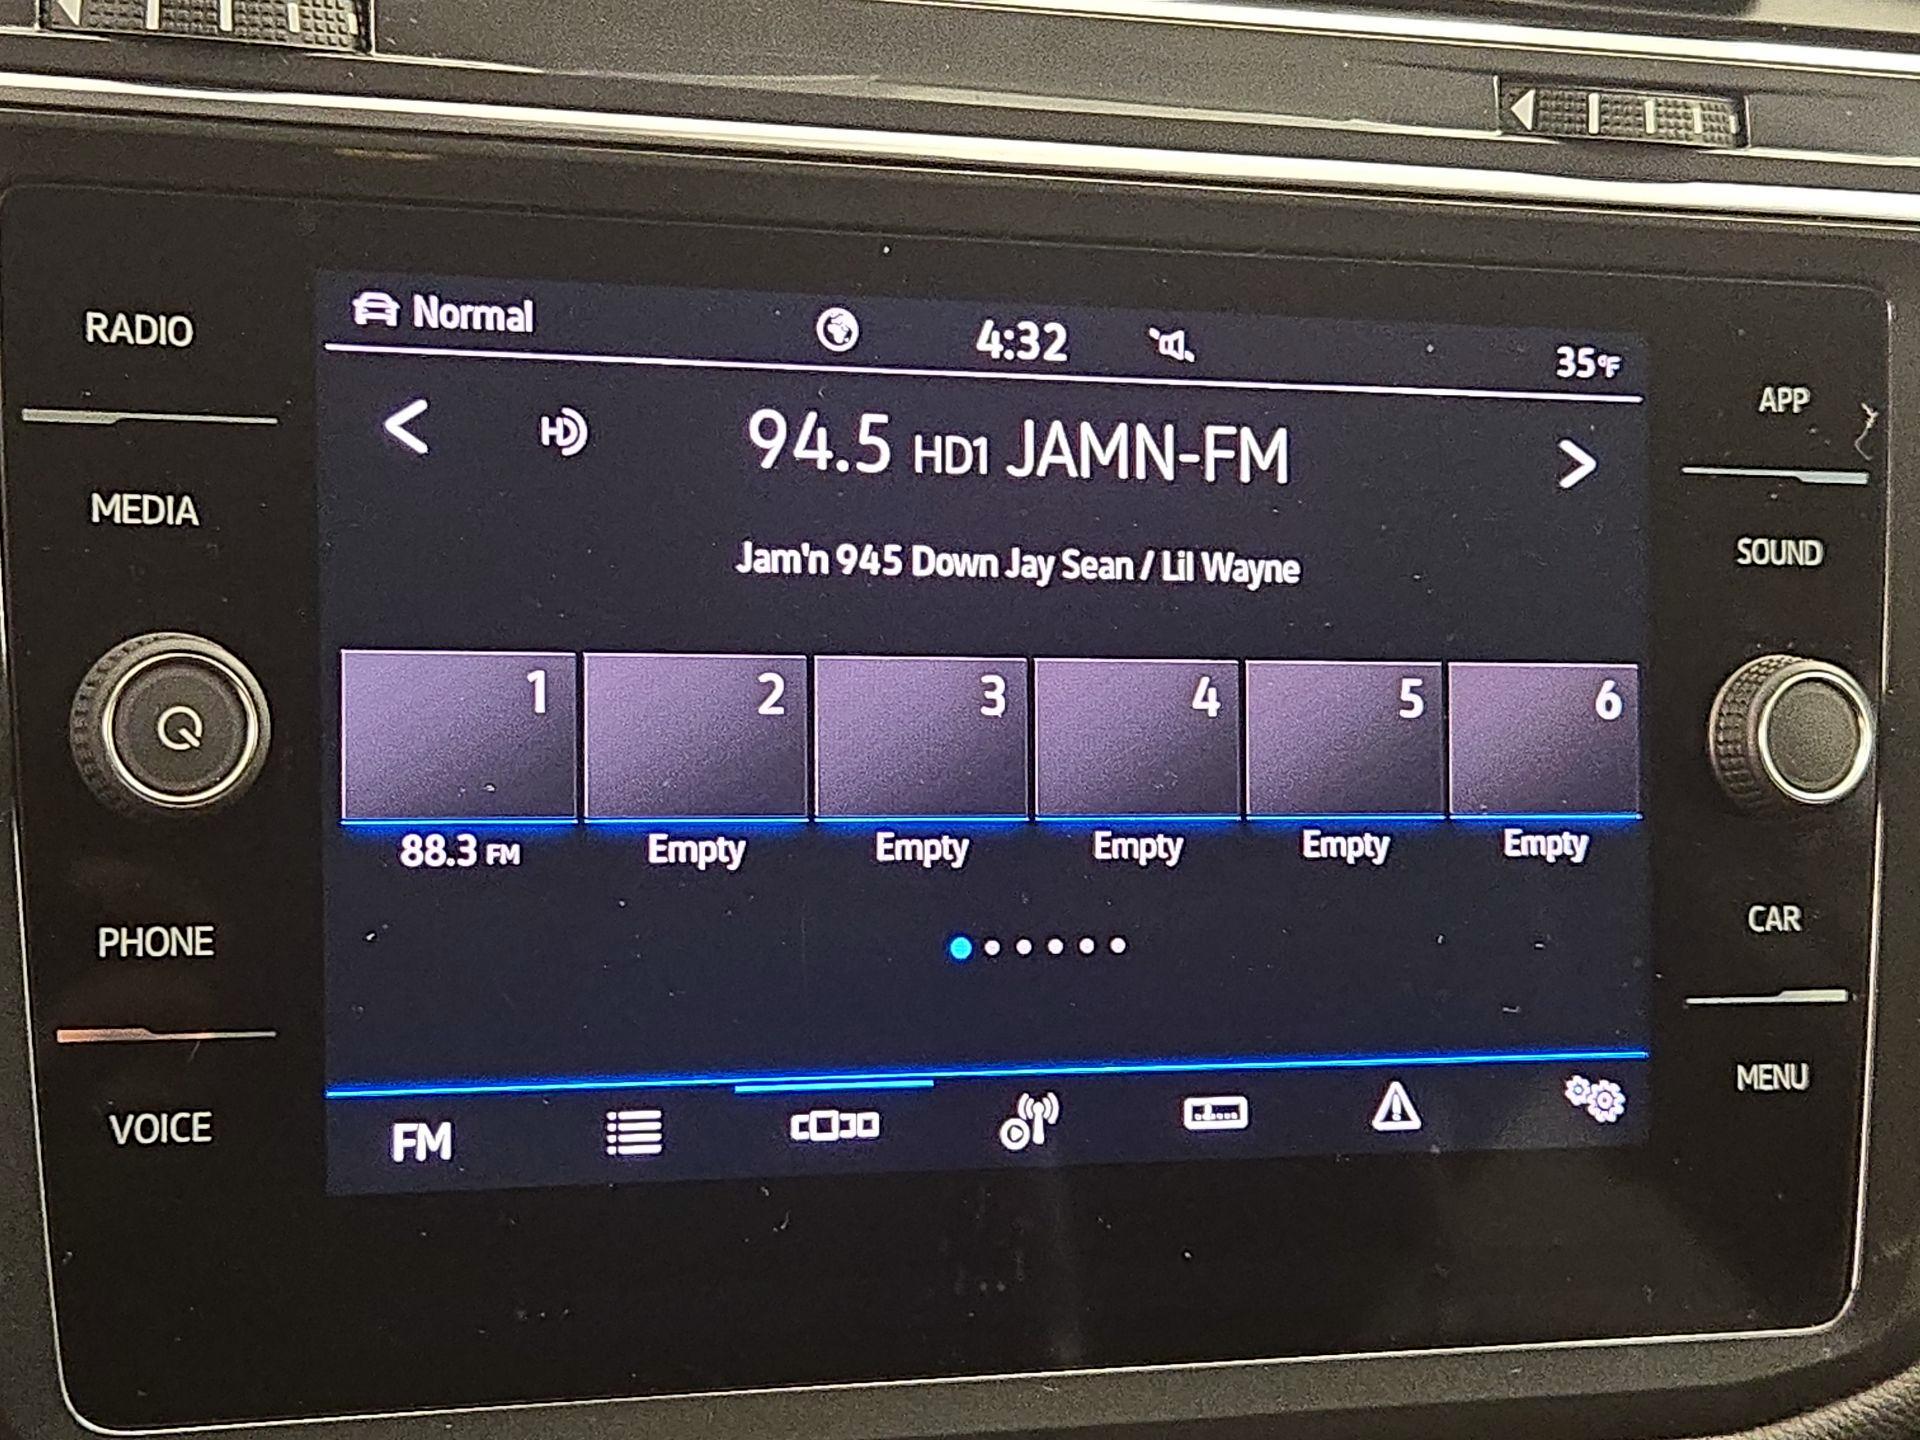 RADIO
MEDIA
PHONE
VOICE
Normal
4:32
35°F
HD
94.5 HD1 JAMN-FM
Jam'n 945 Down Jay Sean / Lil Wayne
1
2
3
4
5
6
88.3 FM
Empty
Empty
Empty
Empty
Empty
FM
APP
SOUND
CAR
MENU